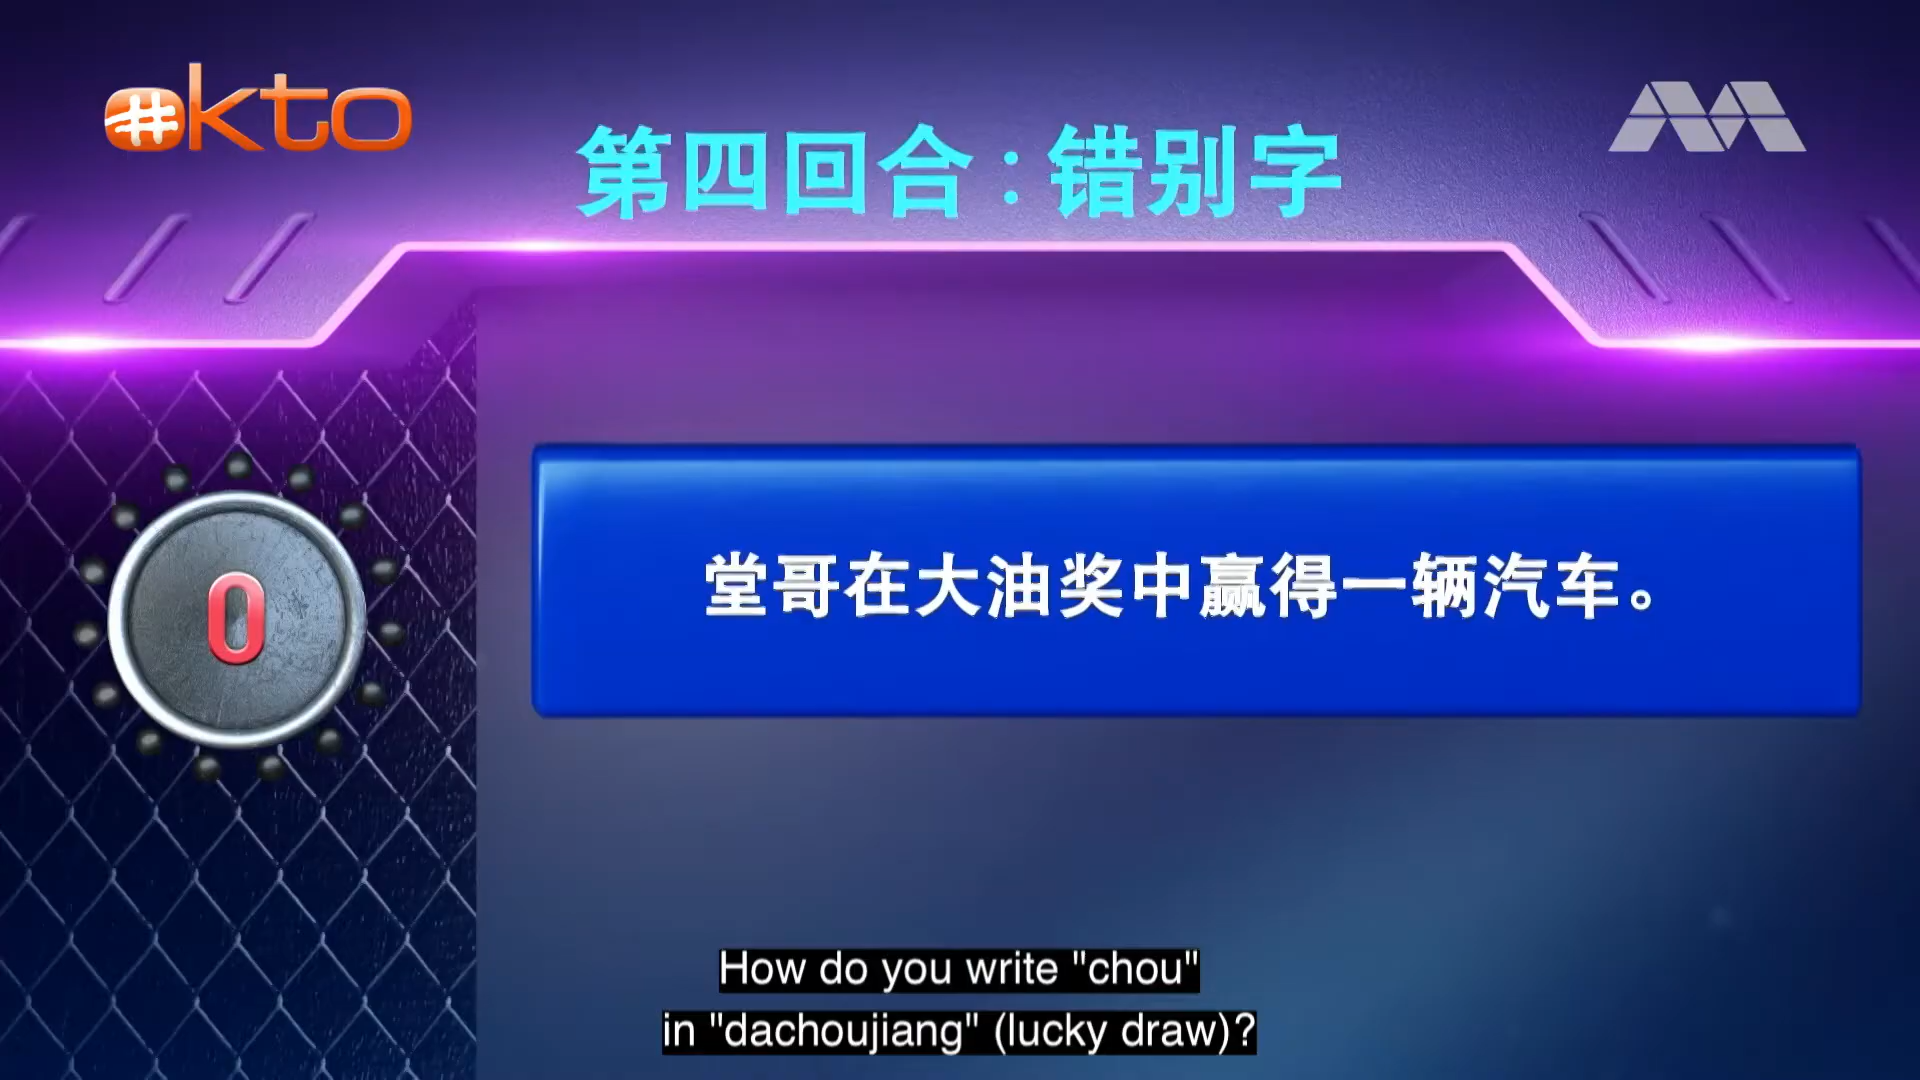 #kto
第四回合:错别字
0
堂哥在大油奖中赢得一辆汽车。
How do you write "chou"
in "dachoujiang" (lucky draw)?